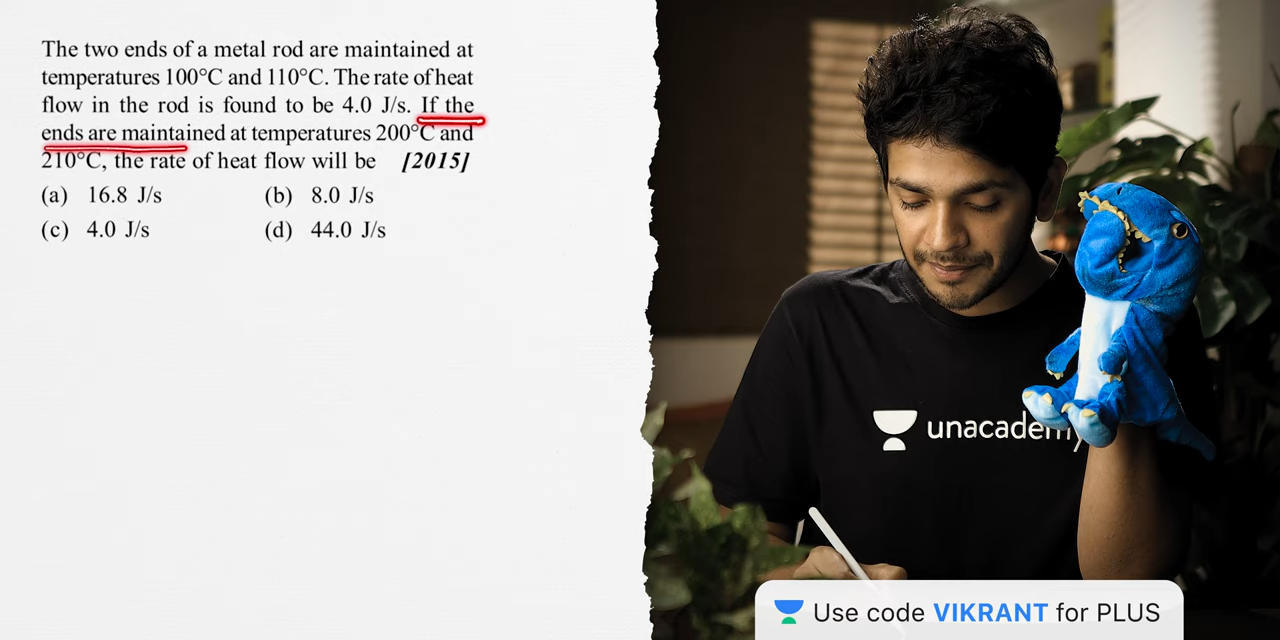 The two ends of a metal rod are maintained at
temperatures 100°C and 110°C. The rate of heat
flow in the rod is found to be 4.0 J/s. If the
ends are maintained at temperatures 200°C and
210°C, the rate of heat flow will be [2015]
(a) 16.8 J/s (b) 8.0 J/s
(c) 4.0 J/s (d) 44.0 J/s
unacademy
Use code VIKRANT for PLUS